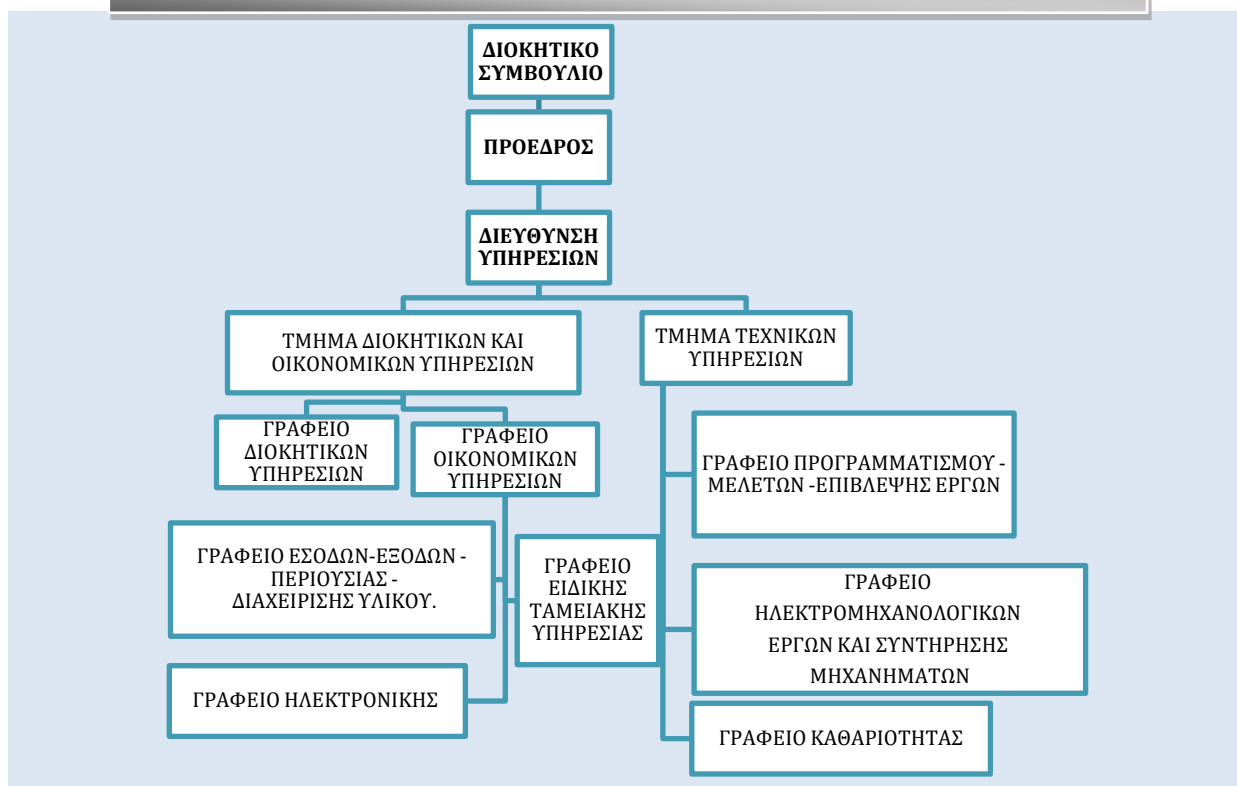 ΔΙΟΚΗΤΙΚΟ
ΣΥΜΒΟΥΛΙΟ
ΠΡΟΕΔΡΟΣ
ΔΙΕΥΘΥΝΣΗ
ΥΠΗΡΕΣΙΩΝ
ΤΜΗΜΑ ΔΙΟΚΗΤΙΚΩΝ ΚΑΙ
ΟΙΚΟΝΟΜΙΚΩΝ ΥΠΗΡΕΣΙΩΝ
ΤΜΗΜΑ ΤΕΧΝΙΚΩΝ
ΥΠΗΡΕΣΙΩΝ
ΓΡΑΦΕΙΟ
ΔΙΟΚΗΤΙΚΩΝ
ΥΠΗΡΕΣΙΩΝ
ΓΡΑΦΕΙΟ
ΟΙΚΟΝΟΜΙΚΩΝ
ΥΠΗΡΕΣΙΩΝ
ΓΡΑΦΕΙΟ ΠΡΟΓΡΑΜΜΑΤΙΣΜΟΥ -
ΜΕΛΕΤΩΝ -ΕΠΙΒΛΕΨΗΣ ΕΡΓΩΝ
ΓΡΑΦΕΙΟ ΕΣΟΔΩΝ-ΕΞΟΔΩΝ -
ΠΕΡΙΟΥΣΙΑΣ -
ΔΙΑΧΕΙΡΙΣΗΣ ΥΛΙΚΟΥ.
ΓΡΑΦΕΙΟ
ΕΙΔΙΚΗΣ
ΤΑΜΕΙΑΚΗΣ
ΥΠΗΡΕΣΙΑΣ
ΓΡΑΦΕΙΟ
ΗΛΕΚΤΡΟΜΗΧΑΝΟΛΟΓΙΚΩΝ
ΕΡΓΩΝ ΚΑΙ ΣΥΝΤΗΡΗΣΗΣ
ΜΗΧΑΝΗΜΑΤΩΝ
ΓΡΑΦΕΙΟ ΗΛΕΚΤΡΟΝΙΚΗΣ
ΓΡΑΦΕΙΟ ΚΑΘΑΡΙΟΤΗΤΑΣ